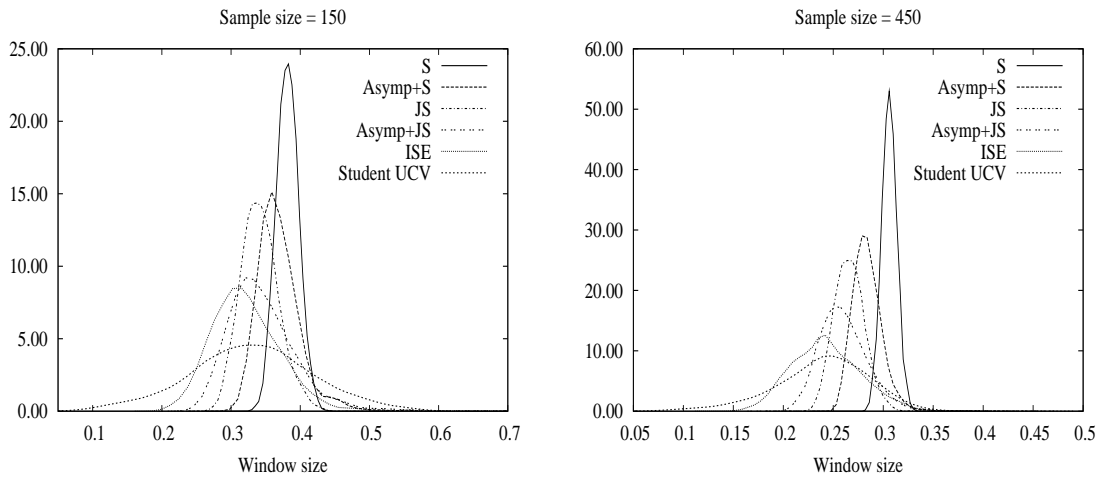 Sample size = 150
25.00
20.00
15.00
10.00
5.00
0.00
S
Asymp+S
JS
Asymp+JS
ISE
Student UCV
0.1 0.2 0.3 0.4 0.5 0.6 0.7
Window size
Sample size = 450
60.00
50.00
40.00
30.00
20.00
10.00
0.00
S
Asymp+S
JS
Asymp+JS
ISE
Student UCV
0.05 0.1 0.15 0.2 0.25 0.3 0.35 0.4 0.45 0.5
Window size